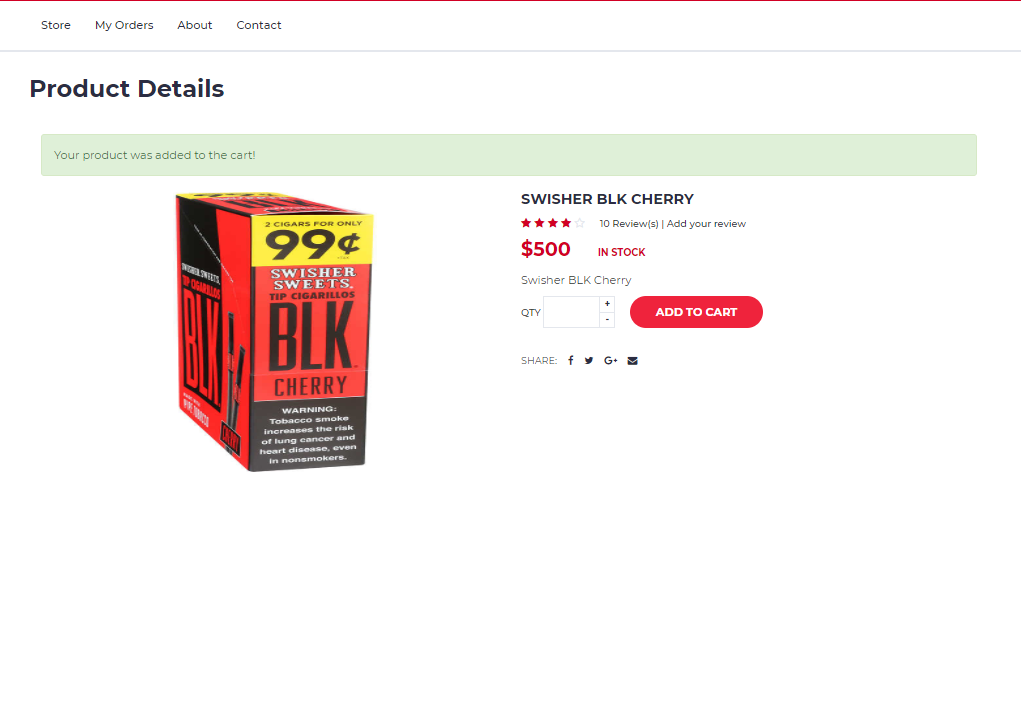 Store My Orders About Contact
Product Details
Your product was added to the cart!
2 CIGARS FOR ONLY
99¢
SWISHER
SWEETS
TIP CIGARILLOS
BLK
CHERRY
WARNING:
Tobacco smoke
increases the risk
of lung cancer and
heart disease, even
in nonsmokers.
SWISHER SWEETS
TIP CIGARILLOS
BLK
SWISHER BLK CHERRY
10 Review(s) | Add your review
$500 IN STOCK
Swisher BLK Cherry
QTY + - ADD TO CART
SHARE: G+